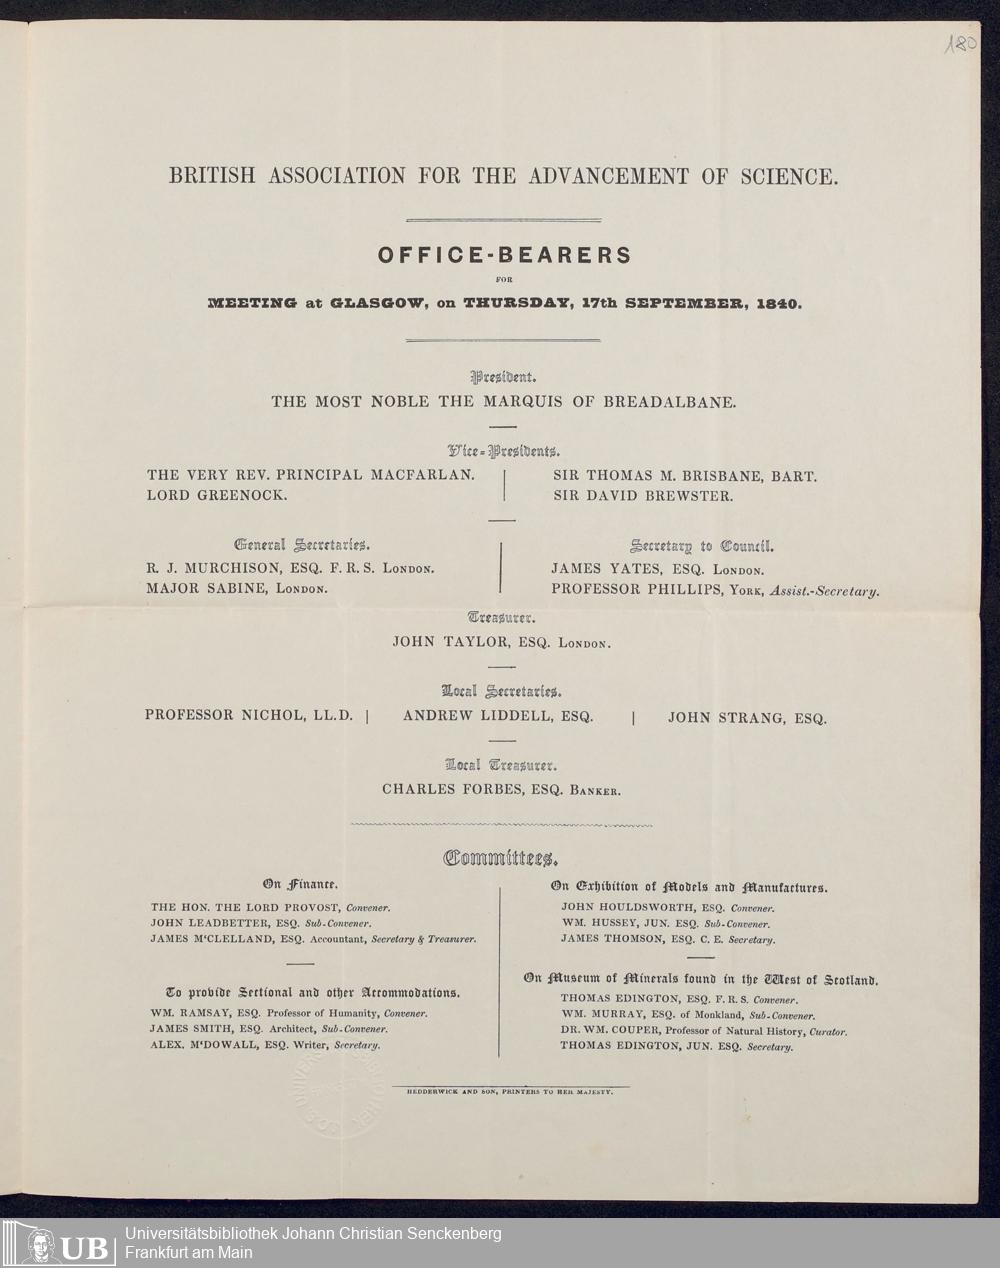 180
BRITISH ASSOCIATION FOR THE ADVANCEMENT OF SCIENCE.
OFFICE-BEARERS
FOR
MEETING at GLASGOW, on THURSDAY, 17th SEPTEMBER, 1840.
President.
THE MOST NOBLE THE MARQUIS OF BREADALBANE.
Vice-Presidents.
THE VERY REV. PRINCIPAL MACFARLAN.
LORD GREENOCK.
SIR THOMAS M. BRISBANE, BART.
SIR DAVID BREWSTER.
General Secretaries.
R. J. MURCHISON, ESQ. F. R. S. LONDON.
MAJOR SABINE, LONDON.
Secretary to Council.
JAMES YATES, ESQ. LONDON.
PROFESSOR PHILLIPS, YORK, Assist.-Secretary.
Treasurer.
JOHN TAYLOR, ESQ. LONDON.
Local Secretaries.
PROFESSOR NICHOL, LL.D. | ANDREW LIDDELL, ESQ. | JOHN STRANG, ESQ.
Local Treasurer.
CHARLES FORBES, ESQ. BANKER.
Committees.
On Finance.
THE HON. THE LORD PROVOST, Convener.
JOHN LEADBETTER, ESQ. Sub-Convener.
JAMES M‘CLELLAND, ESQ. Accountant, Secretary & Treasurer.
To provide Sectional and other Accommodations.
WM. RAMSAY, ESQ. Professor of Humanity, Convener.
JAMES SMITH, ESQ. Architect, Sub-Convener.
ALEX. M‘DOWALL, ESQ. Writer, Secretary.
On Exhibition of Models and Manufactures.
JOHN HOULDSWORTH, ESQ. Convener.
WM. HUSSEY, JUN. ESQ. Sub-Convener.
JAMES THOMSON, ESQ. C. E. Secretary.
On Museum of Minerals found in the West of Scotland.
THOMAS EDINGTON, ESQ. F. R. S. Convener.
WM. MURRAY, ESQ. of Monkland, Sub-Convener.
DR. WM. COUPER, Professor of Natural History, Curator.
THOMAS EDINGTON, JUN. ESQ. Secretary.
HEDDERWICK AND SON, PRINTERS TO HER MAJESTY.
UB
Universitätsbibliothek Johann Christian Senckenberg
Frankfurt am Main